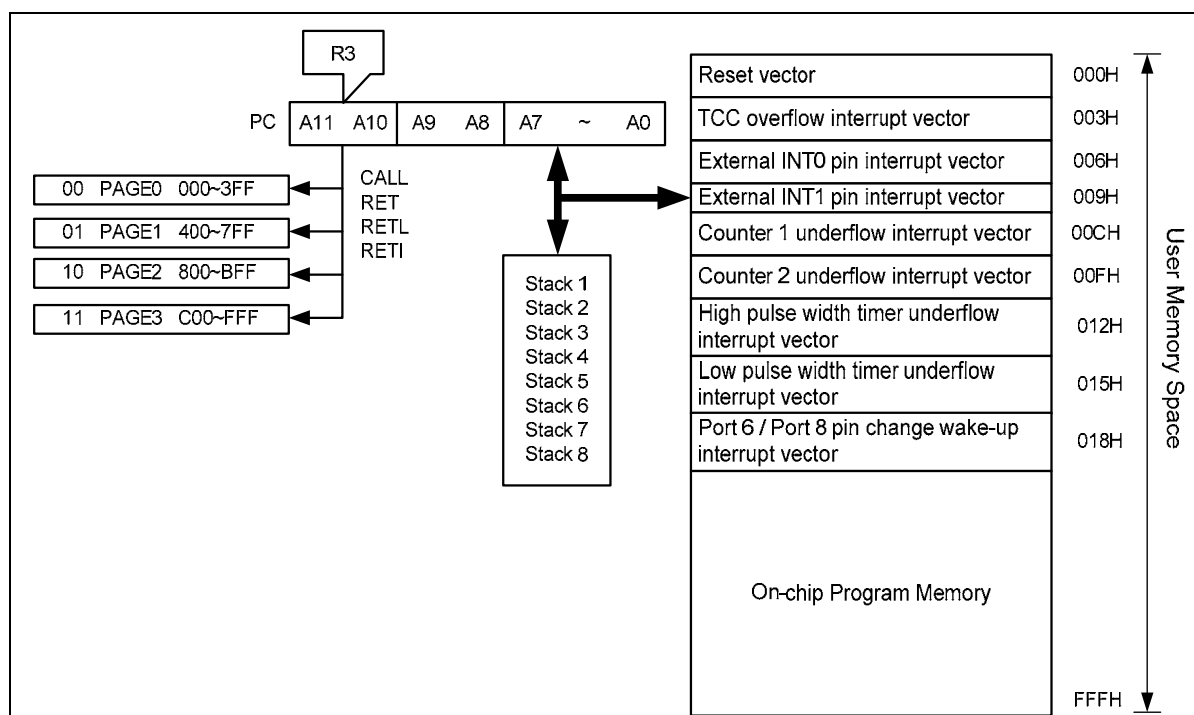 R3
PC A11 A10 A9 A8 A7 ~ A0
00 PAGE0 000~3FF
01 PAGE1 400~7FF
10 PAGE2 800~BFF
11 PAGE3 C00~FFF
CALL
RET
RETL
RETI
Stack 1
Stack 2
Stack 3
Stack 4
Stack 5
Stack 6
Stack 7
Stack 8
Reset vector 000H
TCC overflow interrupt vector 003H
External INT0 pin interrupt vector 006H
External INT1 pin interrupt vector 009H
Counter 1 underflow interrupt vector 00CH
Counter 2 underflow interrupt vector 00FH
High pulse width timer underflow
interrupt vector 012H
Low pulse width timer underflow
interrupt vector 015H
Port 6 / Port 8 pin change wake-up
interrupt vector 018H
On-chip Program Memory
FFFH
User Memory Space